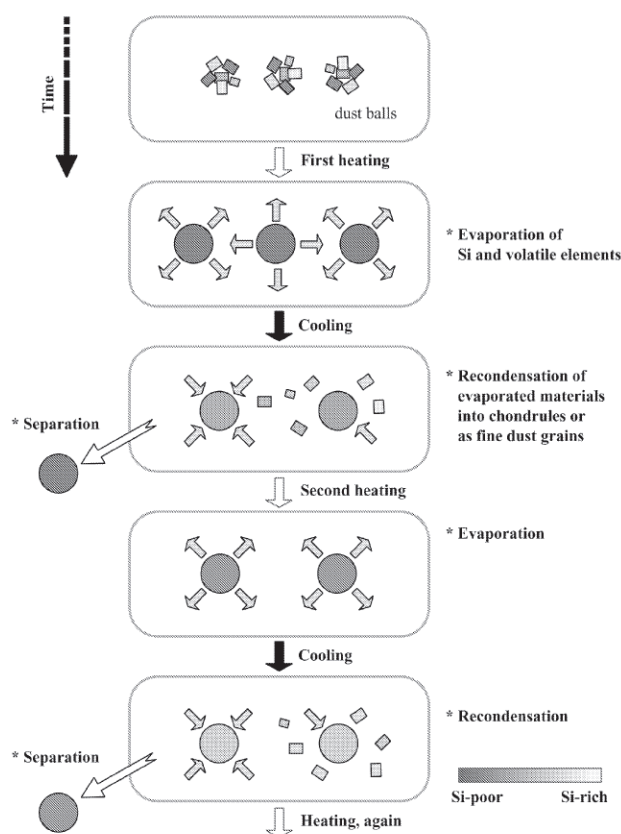 Time
dust balls
First heating
* Evaporation of
Si and volatile elements
Cooling
* Recondensation of
evaporated materials
into chondrules or
as fine dust grains
* Separation
Second heating
* Evaporation
Cooling
* Recondensation
* Separation
Si-poor Si-rich
Heating, again